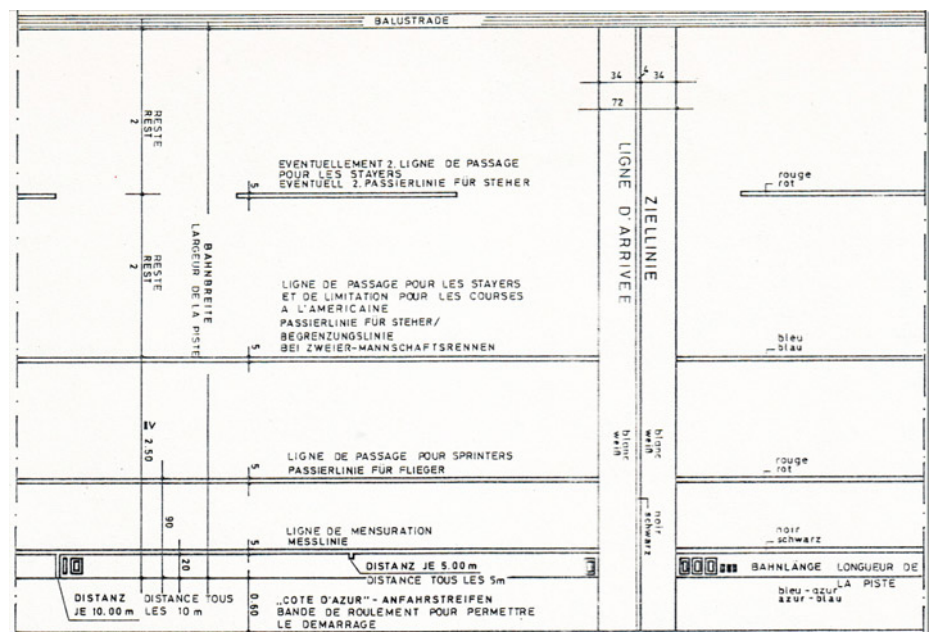 BALUSTRADE
34 4 34
72
RESTE
REST
2
EVENTUELLEMENT 2. LIGNE DE PASSAGE
POUR LES STAYERS
EVENTUELL 2. PASSIERLINIE FÜR STEHER
5
rouge
rot
LIGNE D'ARRIVEE
ZIELLINIE
BAHNBREITE
LARGEUR DE LA PISTE
RESTE
REST
2
LIGNE DE PASSAGE POUR LES STAYERS
ET DE LIMITATION POUR LES COURSES
A L'AMERICAINE
PASSIERLINIE FÜR STEHER/
BEGRENZUNGSLINIE
BEI ZWEIER-MANNSCHAFTSRENNEN
5
bleu
blau
2.50
blanc
weiß
blanc
weiß
LIGNE DE PASSAGE POUR SPRINTERS
PASSIERLINIE FÜR FLIEGER
5
rouge
rot
90
noir
schwarz
LIGNE DE MENSURATION
MESSLINIE
5
noir
schwarz
20
10
DISTANZ JE 5.00 m
DISTANCE TOUS LES 5m
BAHNLÄNGE LONGUEUR DE
LA PISTE
bleu-azur
azur-blau
DISTANZ
JE 10.00 m
DISTANCE TOUS
LES 10 m
0.60
„COTE D'AZUR"-ANFAHRSTREIFEN
BANDE DE ROULEMENT POUR PERMETTRE
LE DEMARRAGE